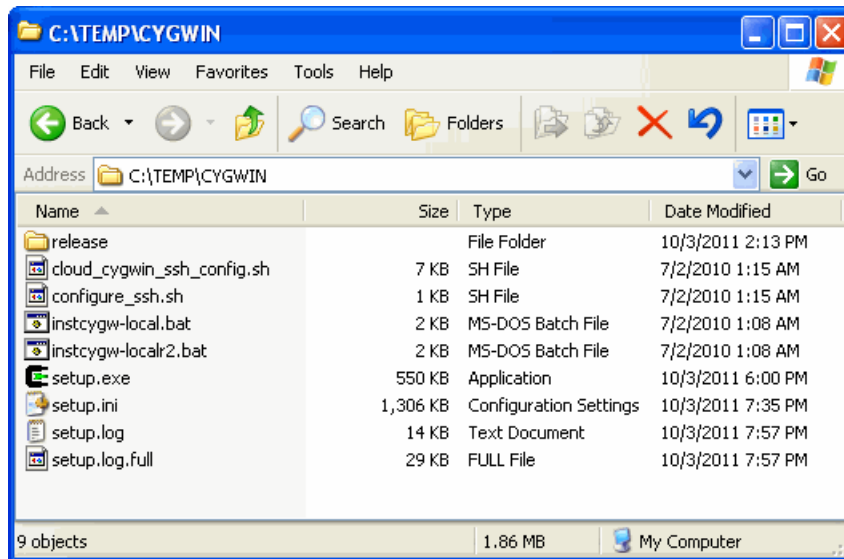 C:\TEMP\CYGWIN
File Edit View Favorites Tools Help
Back Search Folders
Address C:\TEMP\CYGWIN Go
Name Size Type Date Modified
release File Folder 10/3/2011 2:13 PM
cloud_cygwin_ssh_config.sh 7 KB SH File 7/2/2010 1:15 AM
configure_ssh.sh 1 KB SH File 7/2/2010 1:15 AM
instcygw-local.bat 2 KB MS-DOS Batch File 7/2/2010 1:08 AM
instcygw-localr2.bat 2 KB MS-DOS Batch File 7/2/2010 1:08 AM
setup.exe 550 KB Application 10/3/2011 6:00 PM
setup.ini 1,306 KB Configuration Settings 10/3/2011 7:35 PM
setup.log 14 KB Text Document 10/3/2011 7:57 PM
setup.log.full 29 KB FULL File 10/3/2011 7:57 PM
9 objects 1.86 MB My Computer